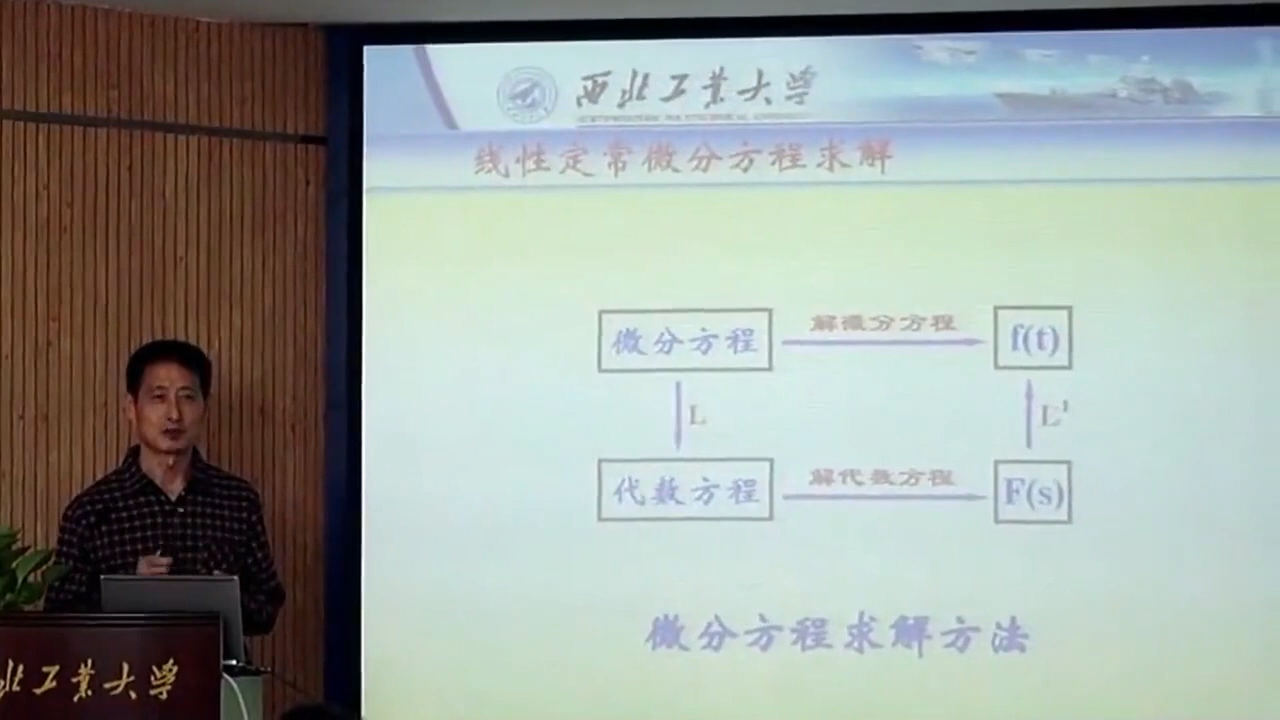 西北工业大学
线性定常微分方程求解
微分方程
解微分方程
f(t)
L
L⁻¹
代数方程
解代数方程
F(s)
微分方程求解方法
北工业大学